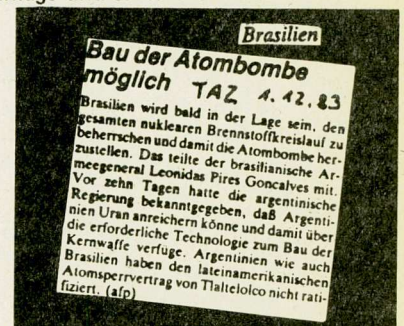 Brasilien
Bau der Atombombe
möglich TAZ 1.12.83
Brasilien wird bald in der Lage sein, den
gesamten nuklearen Brennstoffkreislauf zu
beherrschen und damit die Atombombe her-
zustellen. Das teilte der brasilianische Ar-
meegeneral Leonidas Pires Goncalves mit.
Vor zehn Tagen hatte die argentinische
Regierung bekanntgegeben, daß Argenti-
nien Uran anreichern könne und damit über
die erforderliche Technologie zum Bau der
Kernwaffe verfüge. Argentinien wie auch
Brasilien haben den lateinamerikanischen
Atomsperrvertrag von Tlaltelolco nicht rati-
fiziert. (afp)